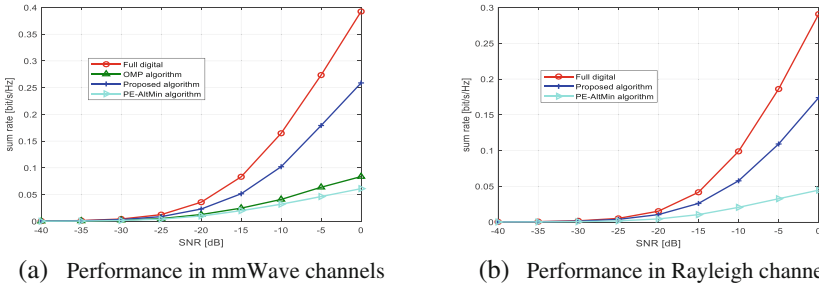 0.4
0.35
0.3
0.25
0.2
0.15
0.1
0.05
0
sum rate [bit/s/Hz]
Full digital
OMP algorithm
Proposed algorithm
PE-AltMin algorithm
-40 -35 -30 -25 -20 -15 -10 -5 0
SNR [dB]
(a) Performance in mmWave channels
0.3
0.25
0.2
0.15
0.1
0.05
0
sum rate [bit/s/Hz]
Full digital
Proposed algorithm
PE-AltMin algorithm
-40 -35 -30 -25 -20 -15 -10 -5 0
SNR [dB]
(b) Performance in Rayleigh channe